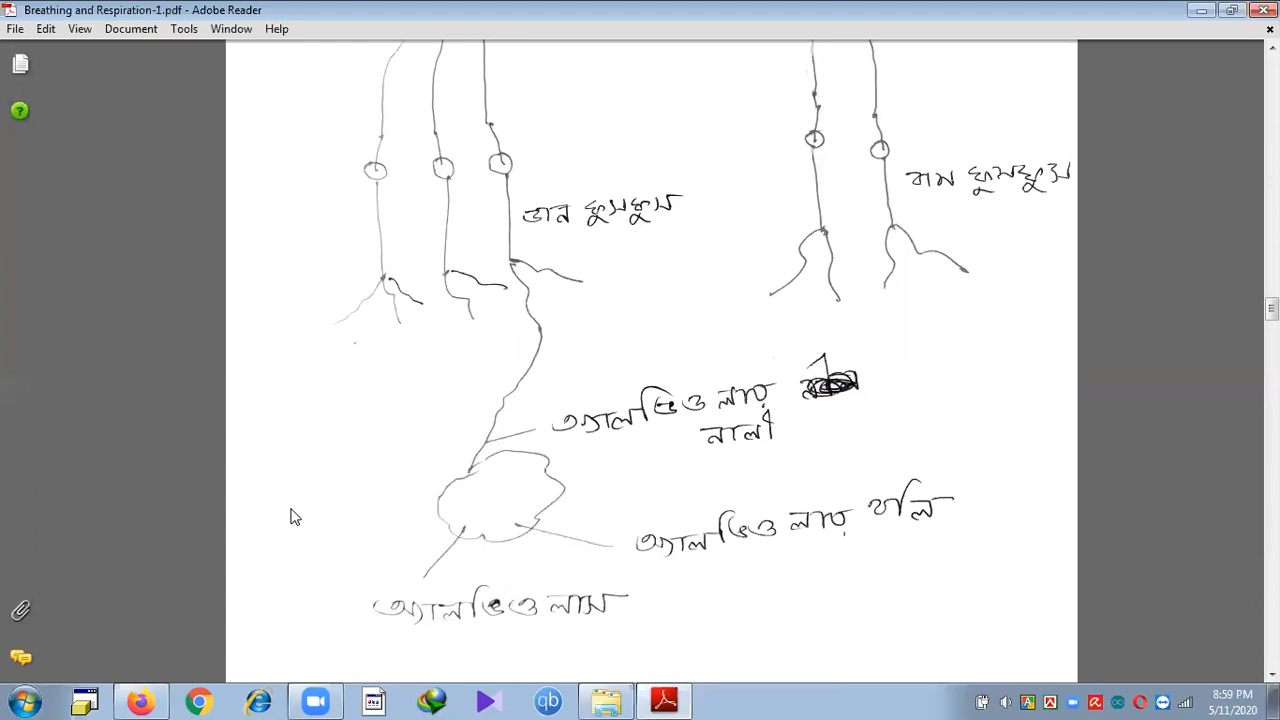 Breathing and Respiration-1.pdf - Adobe Reader
File Edit View Document Tools Window Help
বাম ফুসফুস
ডান ফুসফুস
অ্যালভিওলার
নালী
অ্যালভিওলার থলি
অ্যালভিওলাস
8:59 PM
5/11/2020